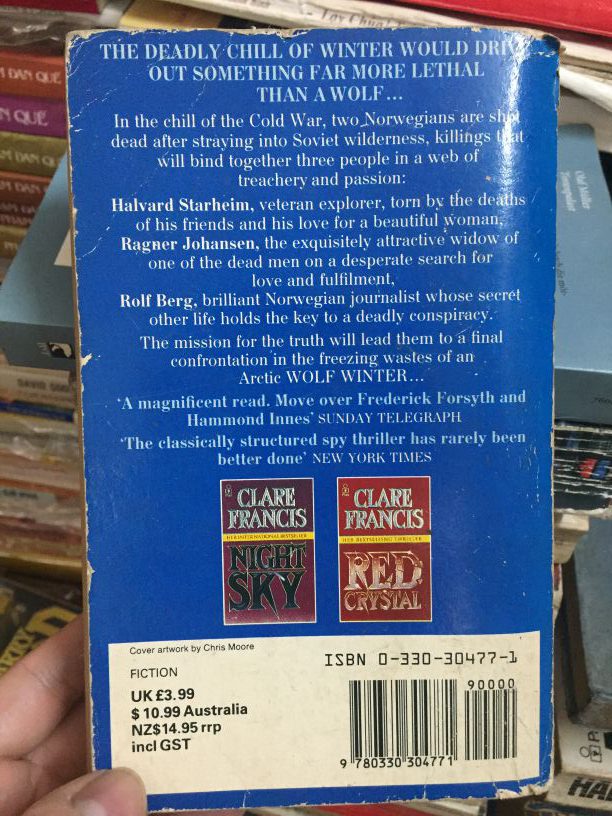 THE DEADLY CHILL OF WINTER WOULD DRIVE
OUT SOMETHING FAR MORE LETHAL
THAN A WOLF...
In the chill of the Cold War, two Norwegians are shot
dead after straying into Soviet wilderness, killings that
will bind together three people in a web of
treachery and passion:
Halvard Starheim, veteran explorer, torn by the deaths
of his friends and his love for a beautiful woman,
Ragner Johansen, the exquisitely attractive widow of
one of the dead men on a desperate search for
love and fulfilment,
Rolf Berg, brilliant Norwegian journalist whose secret
other life holds the key to a deadly conspiracy.
The mission for the truth will lead them to a final
confrontation in the freezing wastes of an
Arctic WOLF WINTER...
'A magnificent read. Move over Frederick Forsyth and
Hammond Innes' SUNDAY TELEGRAPH
'The classically structured spy thriller has rarely been
better done' NEW YORK TIMES
CLARE
FRANCIS
HER INTERNATIONAL BESTSELLER
NIGHT
SKY
CLARE
FRANCIS
HER BESTSELLING THRILLER
RED
CRYSTAL
Cover artwork by Chris Moore
FICTION
UK £3.99
$ 10.99 Australia
NZ$14.95 rrp
incl GST
ISBN 0-330-30477-1
90000
9 780330 304771